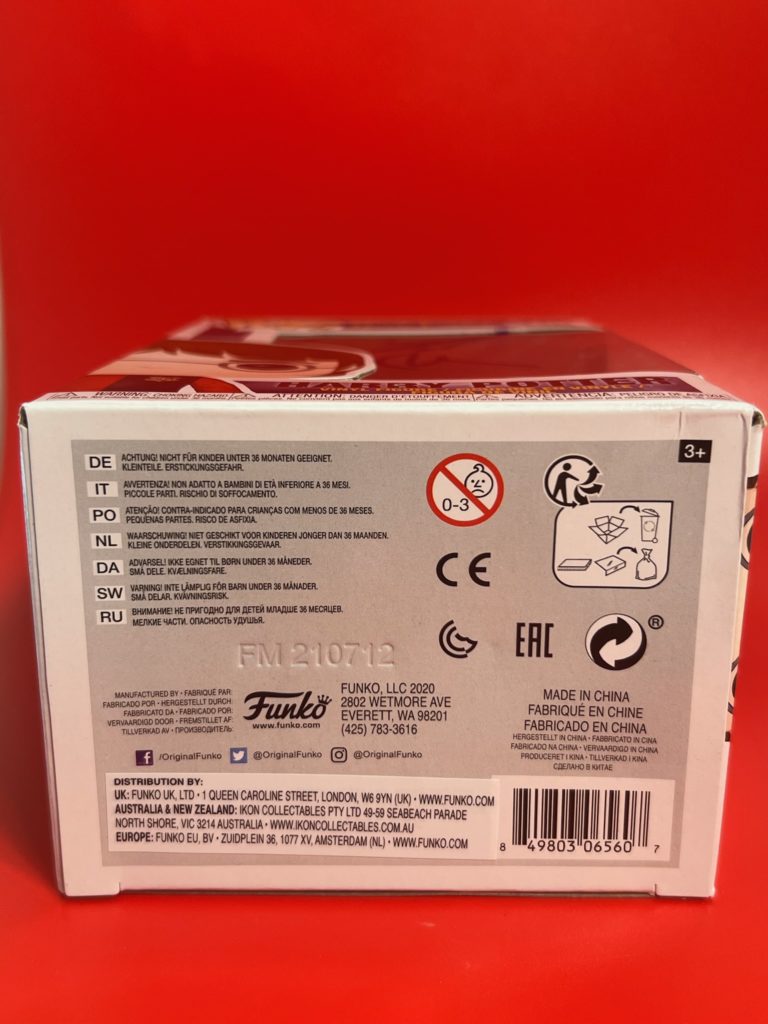 WARNING: CHOKING HAZARD
ATTENTION: DANGER D'ÉTOUFFEMENT
ADVERTENCIA: PELIGRO DE ASFIXIA
3+
DE ACHTUNG! NICHT FÜR KINDER UNTER 36 MONATEN GEEIGNET.
KLEINTEILE. ERSTICKUNGSGEFAHR.
IT AVVERTENZA! NON ADATTO A BAMBINI DI ETÀ INFERIORE A 36 MESI.
PICCOLE PARTI. RISCHIO DI SOFFOCAMENTO.
PO ATENÇÃO! CONTRA-INDICADO PARA CRIANÇAS COM MENOS DE 36 MESES.
PEQUENAS PARTES. RISCO DE ASFIXIA.
NL WAARSCHUWING! NIET GESCHIKT VOOR KINDEREN JONGER DAN 36 MAANDEN.
KLEINE ONDERDELEN. VERSTIKKINGSGEVAAR.
DA ADVARSEL! IKKE EGNET TIL BØRN UNDER 36 MÅNEDER.
SMÅ DELE. KVÆLNINGSFARE.
SW VARNING! INTE LÄMPLIG FÖR BARN UNDER 36 MÅNADER.
SMÅ DELAR. KVÄVNINGSRISK.
RU ВНИМАНИЕ! НЕ ПРИГОДНО ДЛЯ ДЕТЕЙ МЛАДШЕ 36 МЕСЯЦЕВ.
МЕЛКИЕ ЧАСТИ. ОПАСНОСТЬ УДУШЬЯ.
0-3
CE
EAC
®
FM 210712
MANUFACTURED BY • FABRIQUÉ PAR:
FABRICADO POR • HERGESTELLT DURCH:
FABBRICATO DA • FABRICADO POR:
VERVAARDIGD DOOR • FREMSTILLET AF:
TILLVERKAD AV • ПРОИЗВОДИТЕЛЬ:
Funko
www.funko.com
FUNKO, LLC 2020
2802 WETMORE AVE
EVERETT, WA 98201
(425) 783-3616
MADE IN CHINA
FABRIQUÉ EN CHINE
FABRICADO EN CHINA
HERGESTELLT IN CHINA • FABBRICATO IN CINA
FABRICADO NA CHINA • VERVAARDIGD IN CHINA
PRODUCERET I KINA • TILLVERKAD I KINA
СДЕЛАНО В КИТАЕ
/OriginalFunko @OriginalFunko @OriginalFunko
DISTRIBUTION BY:
UK: FUNKO UK, LTD • 1 QUEEN CAROLINE STREET, LONDON, W6 9YN (UK) • WWW.FUNKO.COM
AUSTRALIA & NEW ZEALAND: IKON COLLECTABLES PTY LTD 49-59 SEABEACH PARADE
NORTH SHORE, VIC 3214 AUSTRALIA • WWW.IKONCOLLECTABLES.COM.AU
EUROPE: FUNKO EU, BV • ZUIDPLEIN 36, 1077 XV, AMSTERDAM (NL) • WWW.FUNKO.COM
8 49803 06560 7